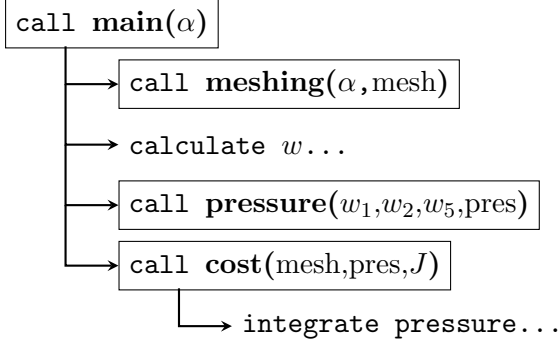 call main(α)
call meshing(α,mesh)
calculate w...
call pressure(w₁,w₂,w₅,pres)
call cost(mesh,pres,J)
integrate pressure...